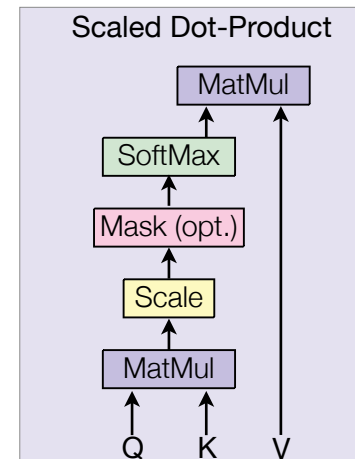 Scaled Dot-Product
MatMul
SoftMax
Mask (opt.)
Scale
MatMul
Q K V